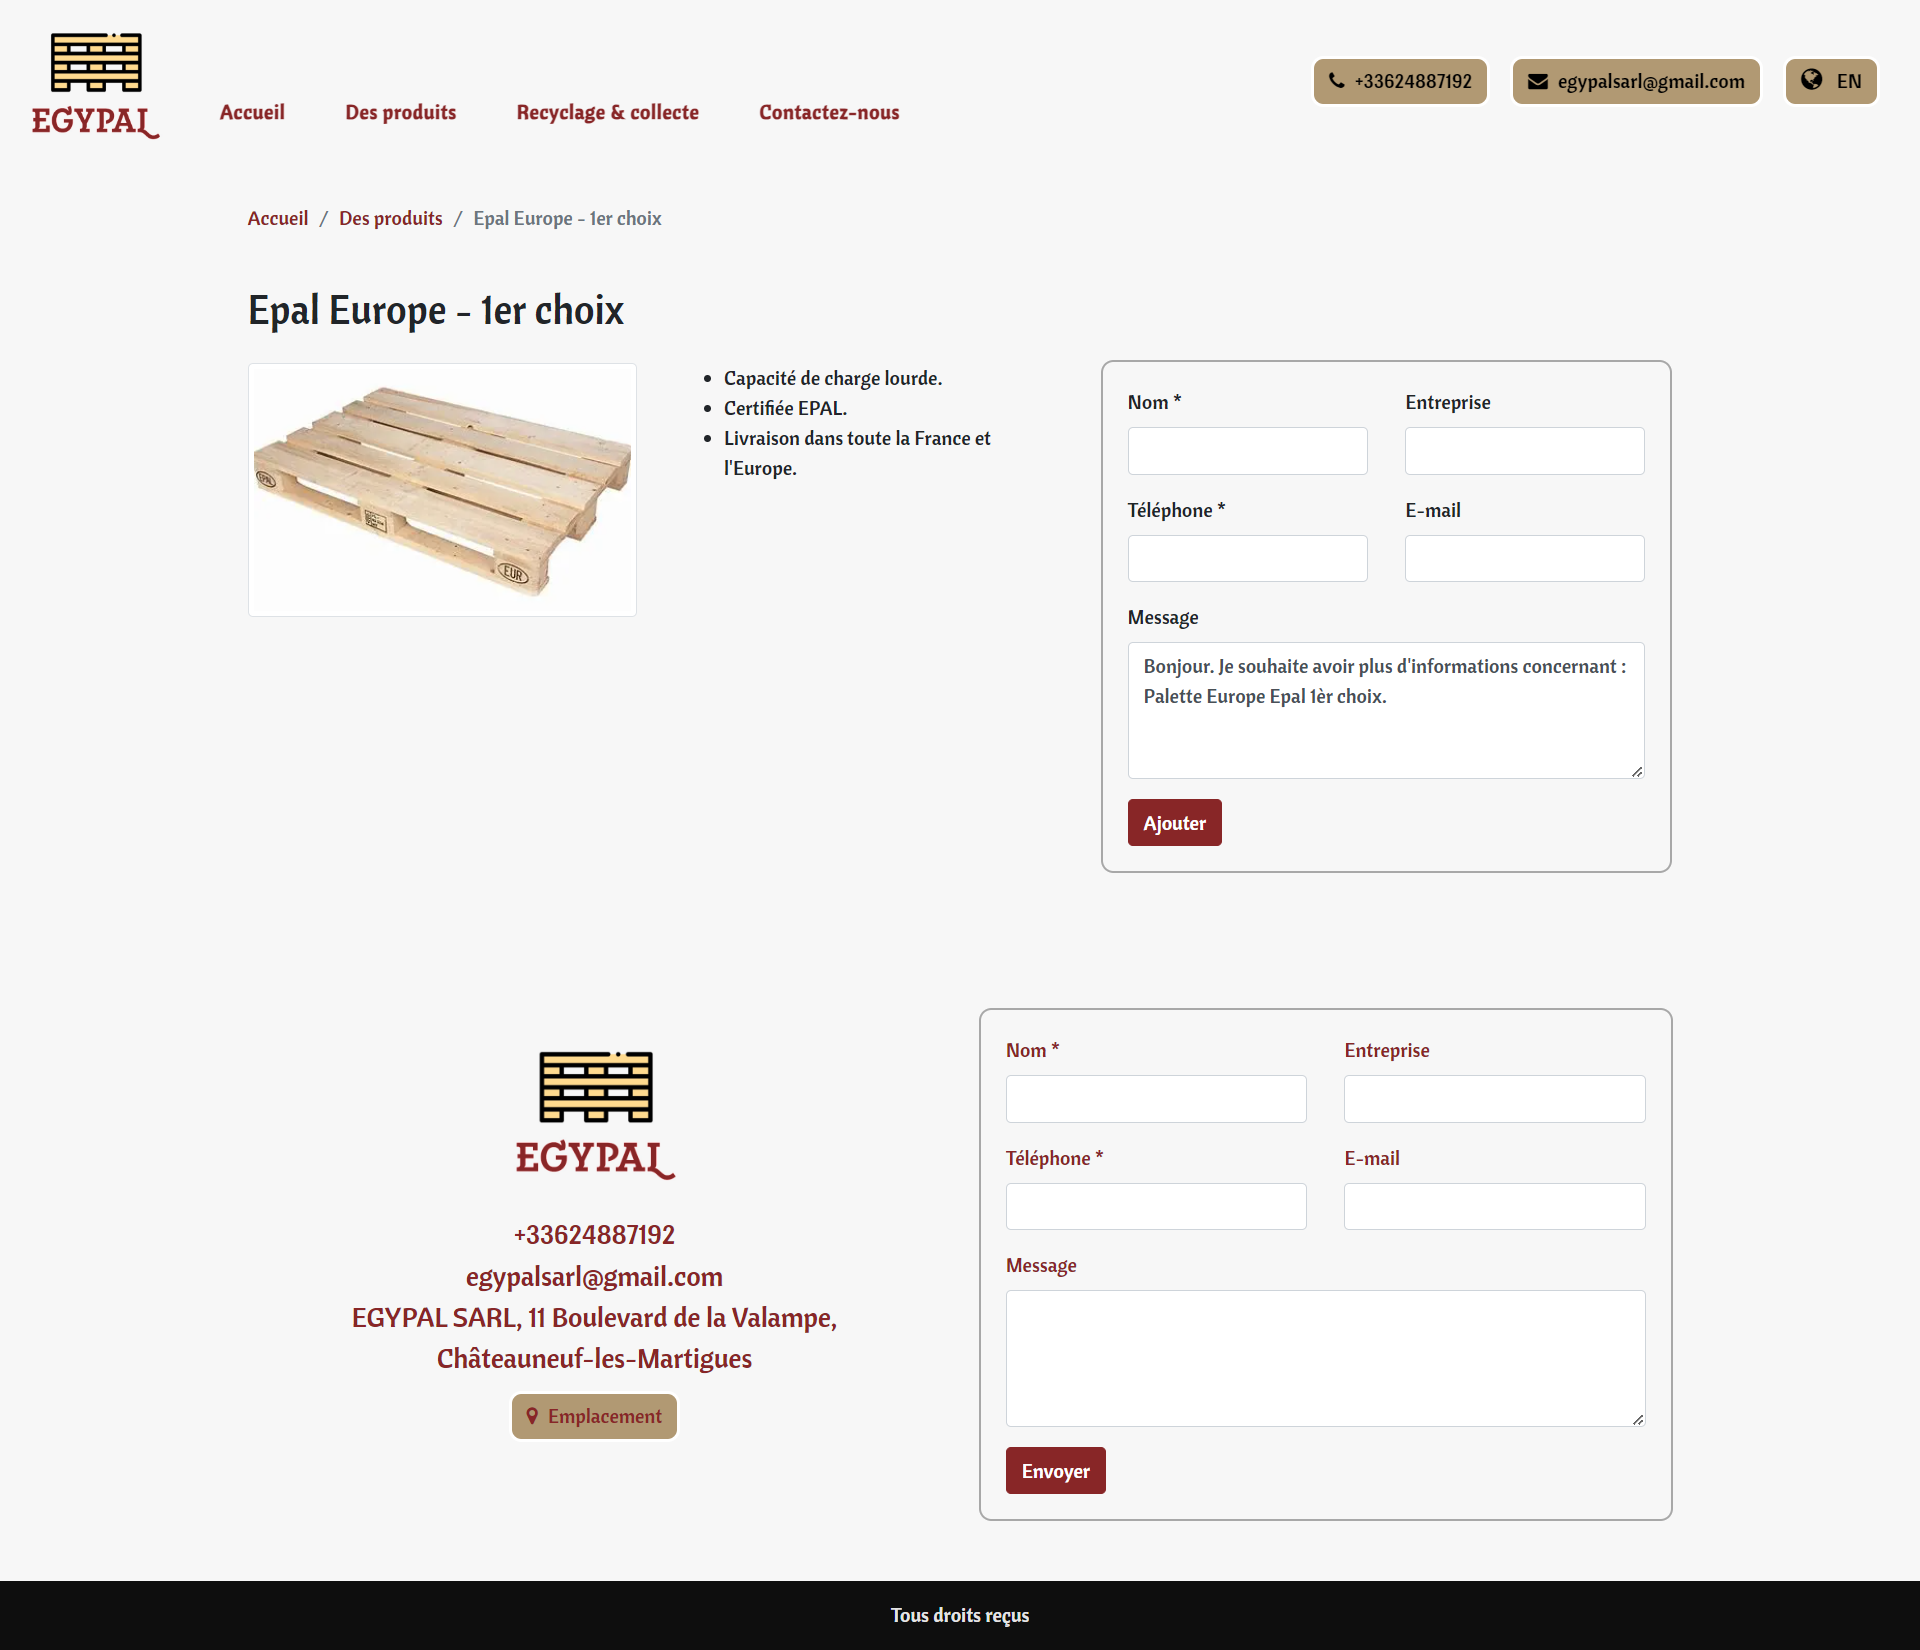 EGYPAL
Accueil
Des produits
Recyclage & collecte
Contactez-nous
+33624887192
egypalsarl@gmail.com
EN
Accueil / Des produits / Epal Europe - 1er choix
Epal Europe - 1er choix
EPAL
EUR
Capacité de charge lourde.
Certifiée EPAL.
Livraison dans toute la France et
l'Europe.
Nom *
Entreprise
Téléphone *
E-mail
Message
Bonjour. Je souhaite avoir plus d'informations concernant :
Palette Europe Epal 1èr choix.
Ajouter
EGYPAL
+33624887192
egypalsarl@gmail.com
EGYPAL SARL, 11 Boulevard de la Valampe,
Châteauneuf-les-Martigues
Emplacement
Nom *
Entreprise
Téléphone *
E-mail
Message
Envoyer
Tous droits reçus